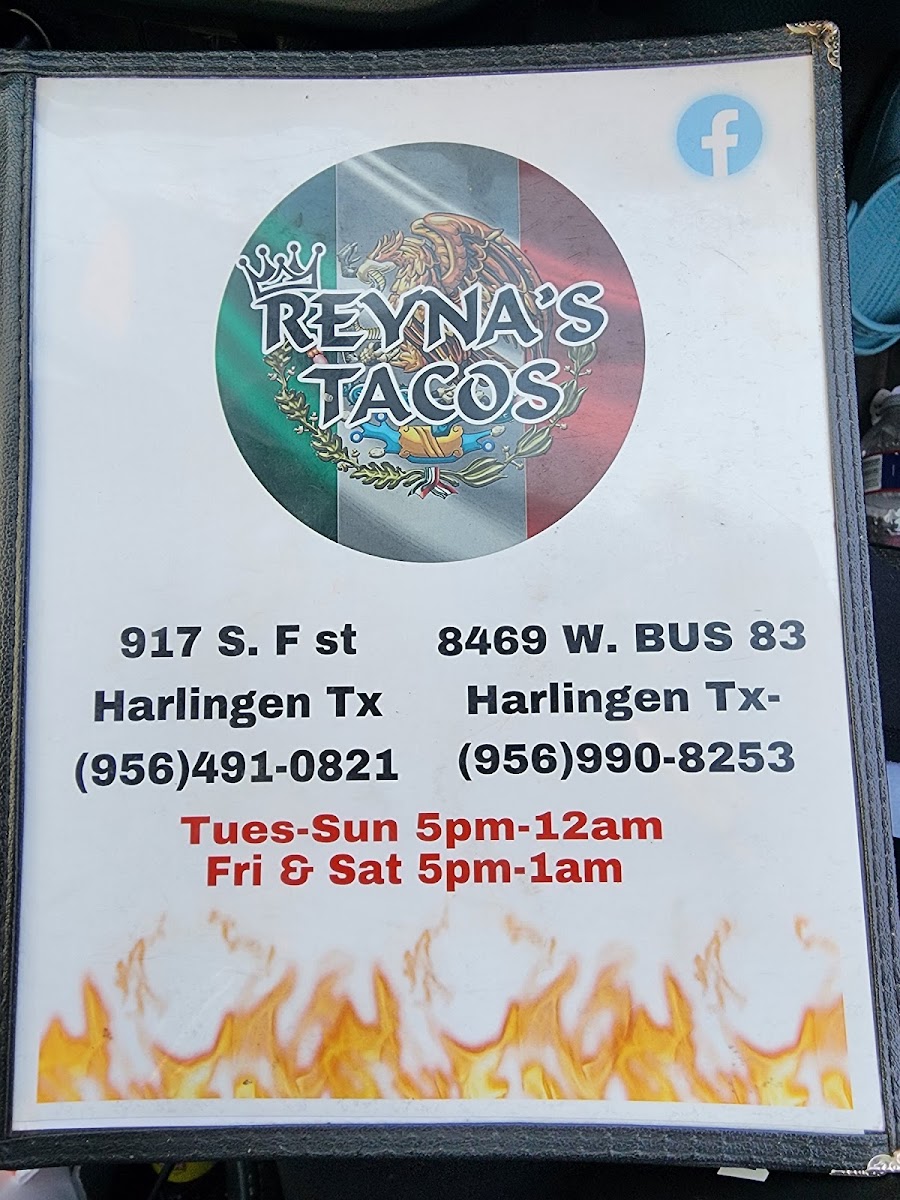 f
REYNA'S
TACOS
917 S. F st
Harlingen Tx
(956)491-0821
8469 W. BUS 83
Harlingen Tx-
(956)990-8253
Tues-Sun 5pm-12am
Fri & Sat 5pm-1am